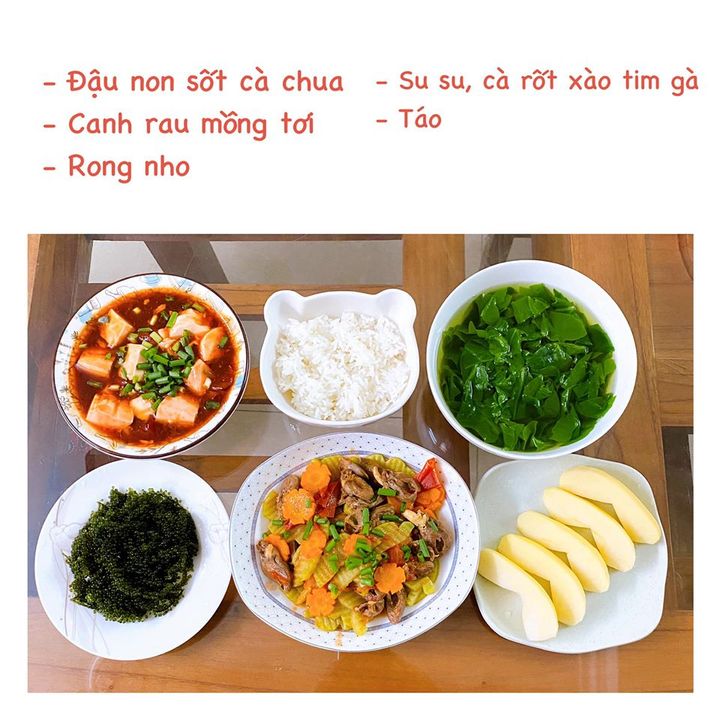 - Đậu non sốt cà chua
- Canh rau mồng tơi
- Rong nho
- Su su, cà rốt xào tim gà
- Táo